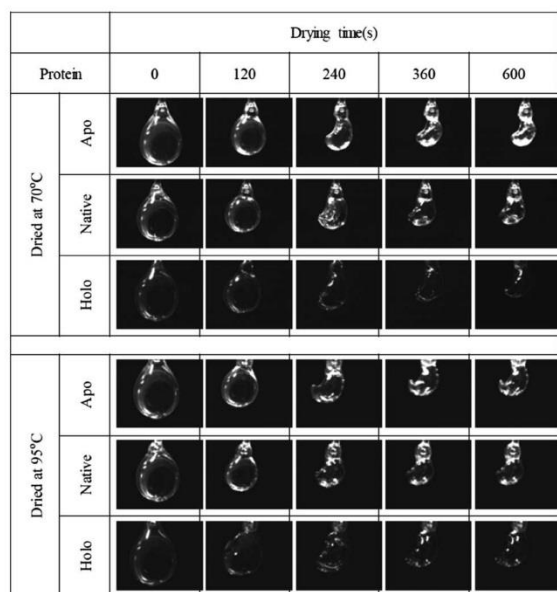 Drying time(s)
Protein 0 120 240 360 600
Dried at 70°C
Apo
Native
Holo
Dried at 95°C
Apo
Native
Holo